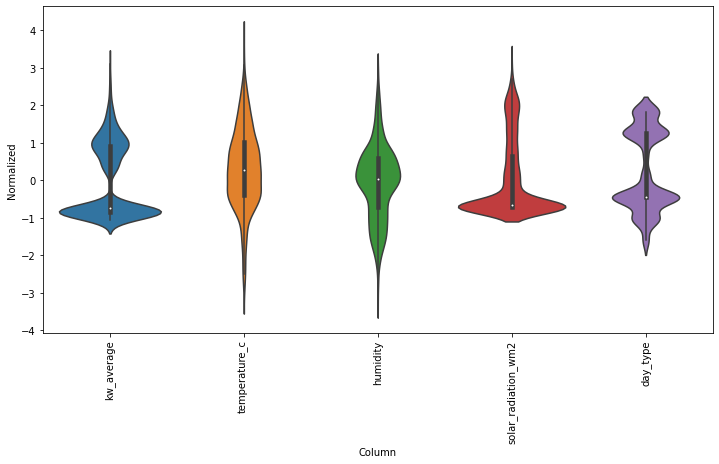 4
3
2
1
0
−1
−2
−3
−4
Normalized
kw_average
temperature_c
humidity
solar_radiation_wm2
day_type
Column